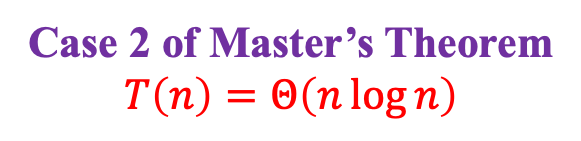 Case 2 of Master’s Theorem
T(n) = Θ(n log n)